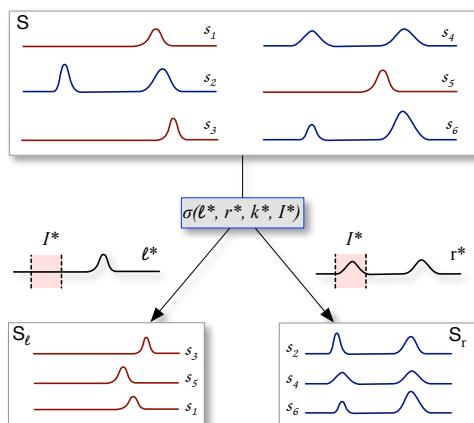 S
s₁ s₄
s₂ s₅
s₃ s₆
σ(ℓ*, r*, k*, I*)
I* ℓ* I* r*
Sℓ Sᵣ
s₃ s₂
s₅ s₄
s₁ s₆